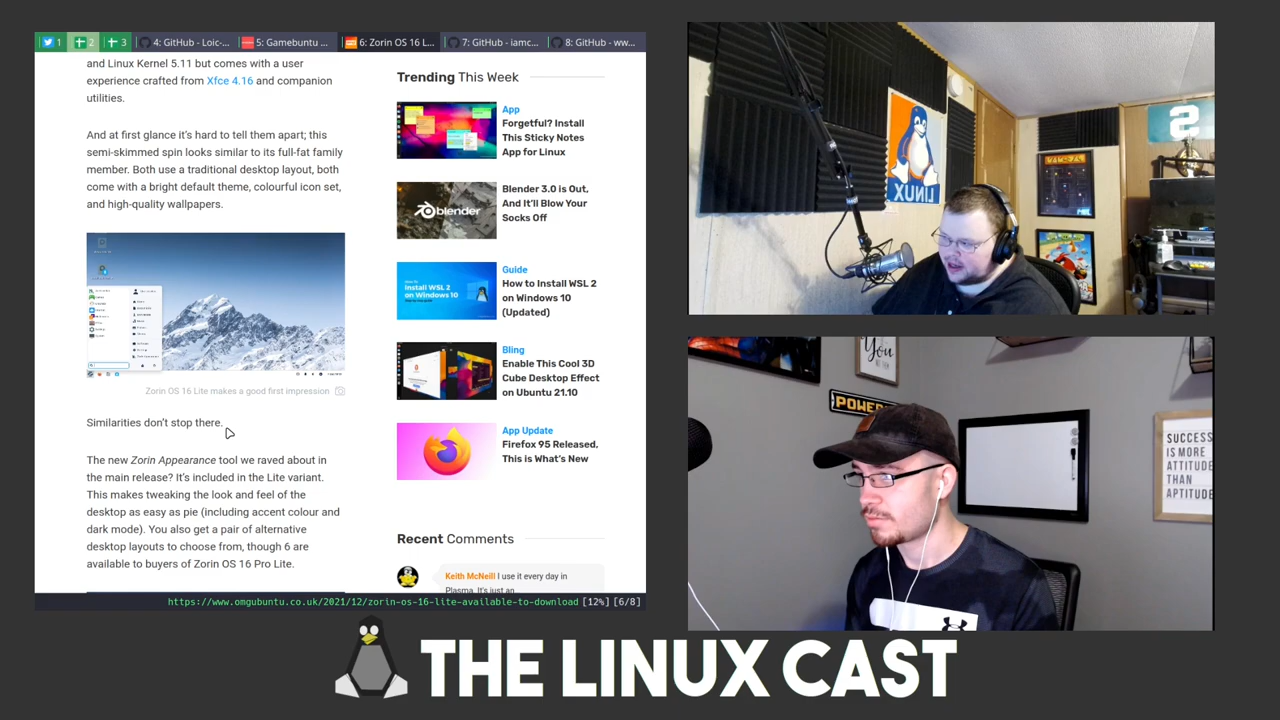 1
2
3
4: GitHub - Loic-...
5: Gamebuntu ...
6: Zorin OS 16 L...
7: GitHub - iamc...
8: GitHub - ww...
and Linux Kernel 5.11 but comes with a user
experience crafted from Xfce 4.16 and companion
utilities.
And at first glance it's hard to tell them apart; this
semi-skimmed spin looks similar to its full-fat family
member. Both use a traditional desktop layout, both
come with a bright default theme, colourful icon set,
and high-quality wallpapers.
Zorin OS 16 Lite makes a good first impression
Similarities don't stop there.
The new Zorin Appearance tool we raved about in
the main release? It's included in the Lite variant.
This makes tweaking the look and feel of the
desktop as easy as pie (including accent colour and
dark mode). You also get a pair of alternative
desktop layouts to choose from, though 6 are
available to buyers of Zorin OS 16 Pro Lite.
Trending This Week
App
Forgetful? Install
This Sticky Notes
App for Linux
blender
Blender 3.0 is Out,
And It'll Blow Your
Socks Off
Install WSL 2
on Windows 10
Guide
How to Install WSL 2
on Windows 10
(Updated)
Bling
Enable This Cool 3D
Cube Desktop Effect
on Ubuntu 21.10
App Update
Firefox 95 Released,
This is What's New
Recent Comments
Keith McNeill I use it every day in
Plasma. It's just an..
https://www.omgubuntu.co.uk/2021/12/zorin-os-16-lite-available-to-download [12%] [6/8]
LINUX
You
POWE
SUCCESS
IS MORE
ATTITUDE
THAN
APTITUDE
THE LINUX CAST